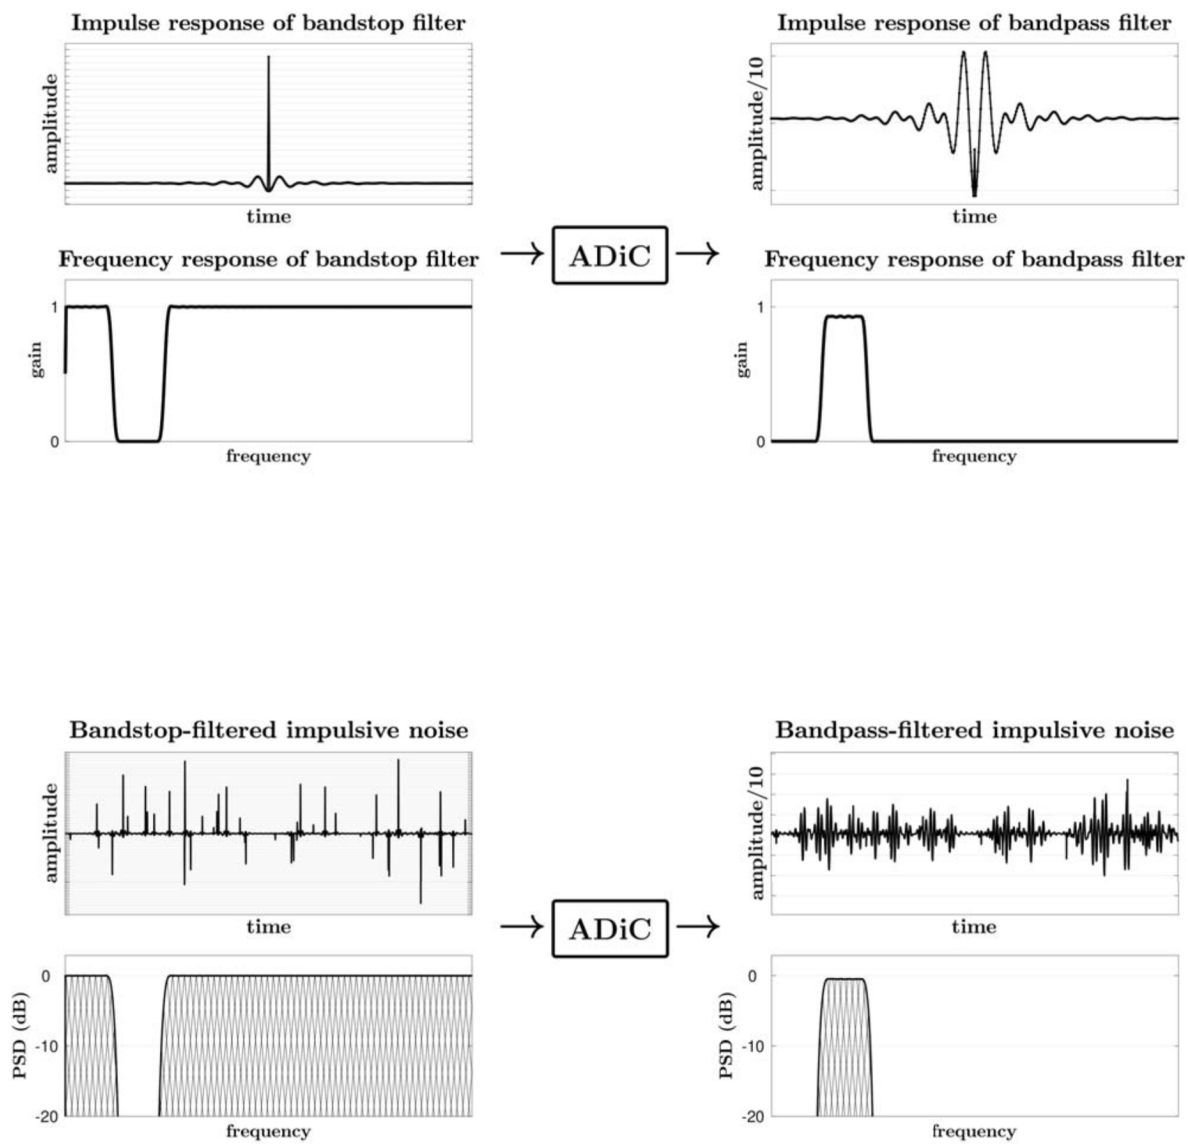 Impulse response of bandstop filter
amplitude
time
Frequency response of bandstop filter
1
gain
0
frequency
ADiC
Impulse response of bandpass filter
amplitude/10
time
Frequency response of bandpass filter
1
gain
0
frequency
Bandstop-filtered impulsive noise
amplitude
time
0
PSD (dB)
-10
-20
frequency
ADiC
Bandpass-filtered impulsive noise
amplitude/10
time
0
PSD (dB)
-10
-20
frequency